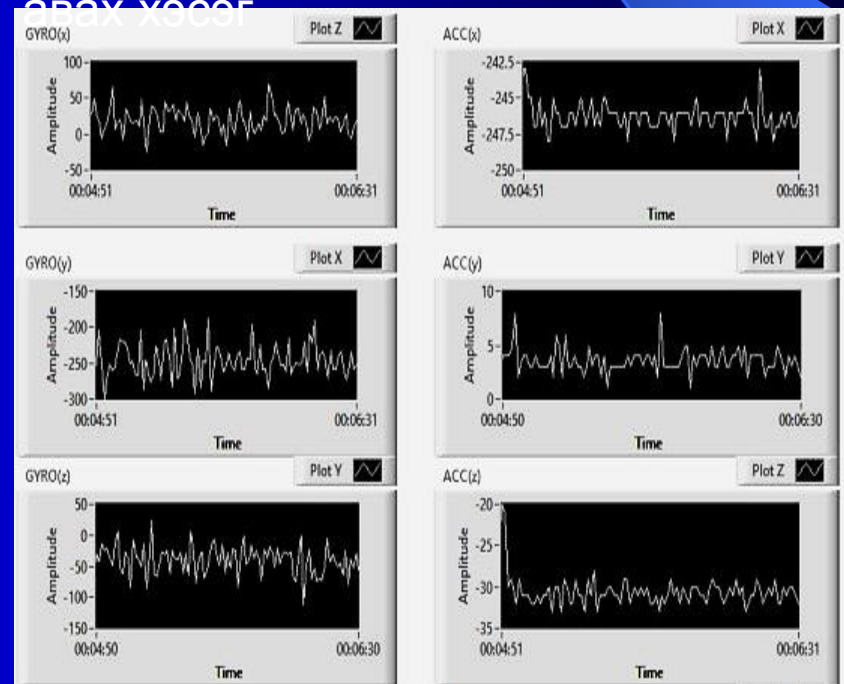 авах хэсэг
GYRO(x)
Plot Z
100
50
0
-50
Amplitude
00:04:51
00:06:31
Time
ACC(x)
Plot X
-242.5
-245
-247.5
-250
Amplitude
00:04:51
00:06:31
Time
GYRO(y)
Plot X
-150
-200
-250
-300
Amplitude
00:04:51
00:06:31
Time
ACC(y)
Plot Y
10
5
0
Amplitude
00:04:50
00:06:30
Time
GYRO(z)
Plot Y
50
0
-50
-100
-150
Amplitude
00:04:50
00:06:30
Time
ACC(z)
Plot Z
-20
-25
-30
-35
Amplitude
00:04:51
00:06:31
Time